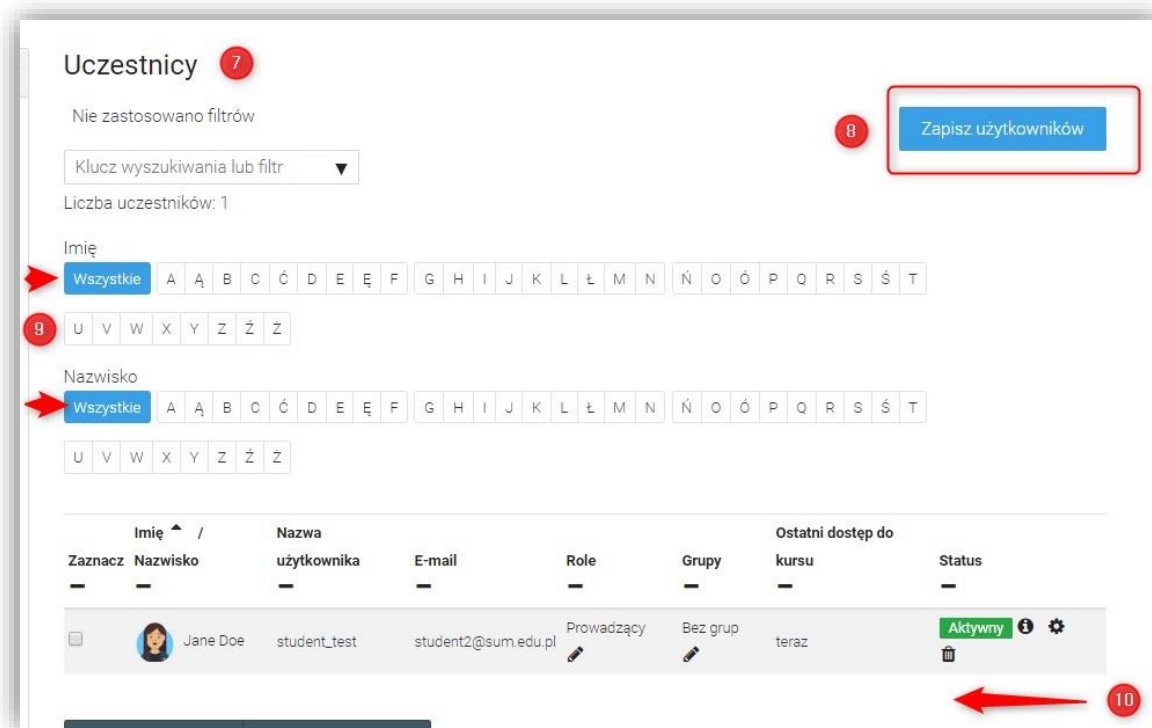 Uczestnicy 7
Nie zastosowano filtrów
8 Zapisz użytkowników
Klucz wyszukiwania lub filtr ▼
Liczba uczestników: 1
Imię
Wszystkie A Ą B C Ć D E Ę F G H I J K L Ł M N Ń O Ó P Q R S Ś T
9 U V W X Y Z Ź Ż
Nazwisko
Wszystkie A Ą B C Ć D E Ę F G H I J K L Ł M N Ń O Ó P Q R S Ś T
U V W X Y Z Ź Ż
Imię / Nazwa Ostatni dostęp do
Zaznacz Nazwisko użytkownika E-mail Role Grupy kursu Status
Jane Doe student_test student2@sum.edu.pl Prowadzący Bez grup teraz Aktywny
10